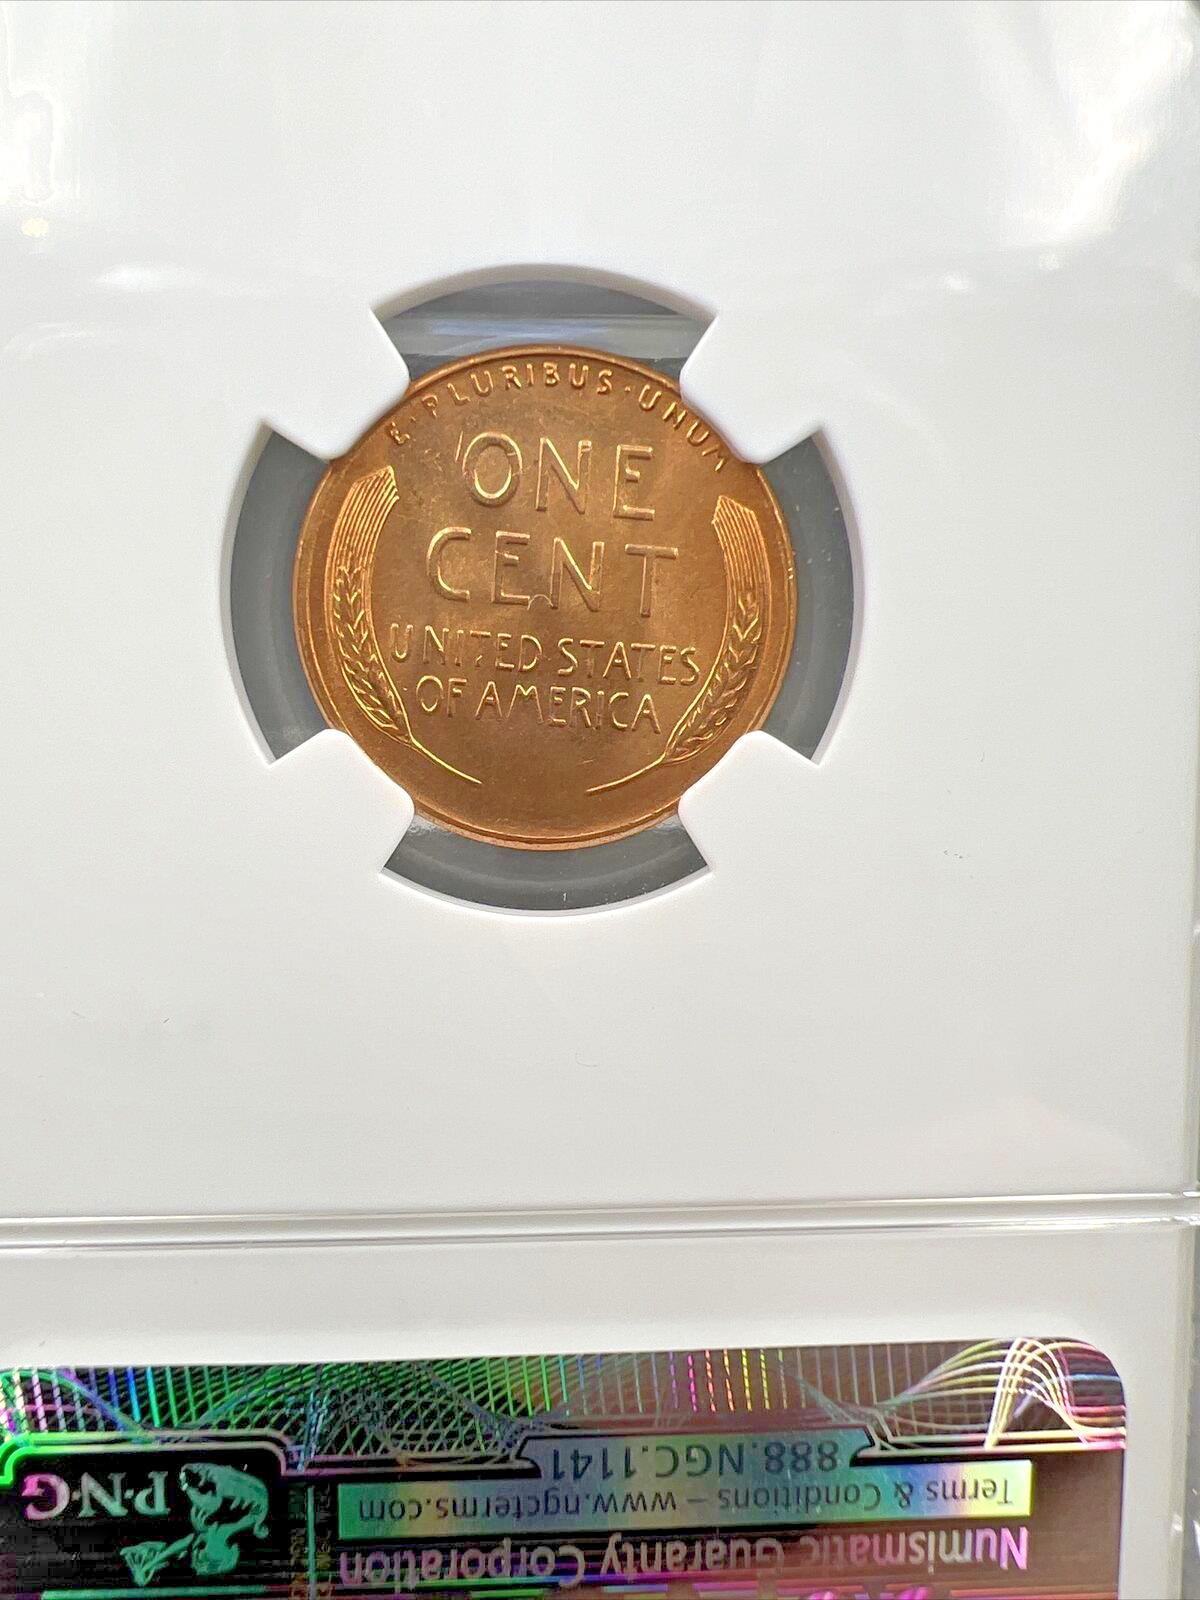 E·PLURIBUS·UNUM
ONE
CENT
UNITED·STATES
OF·AMERICA
Numismatic Guaranty Corporation
Terms & Conditions – www.ngcterms.com
888.NGC.1141
P·N·G